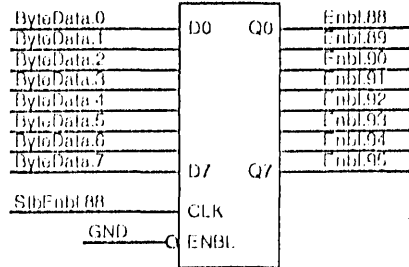 ByteData.0 D0 Q0 Enbl.88
ByteData.1 Enbl.89
ByteData.2 Enbl.90
ByteData.3 Enbl.91
ByteData.4 Enbl.92
ByteData.5 Enbl.93
ByteData.6 Enbl.94
ByteData.7 D7 Q7 Enbl.95
StbEnbl.88 CLK
GND ENBL